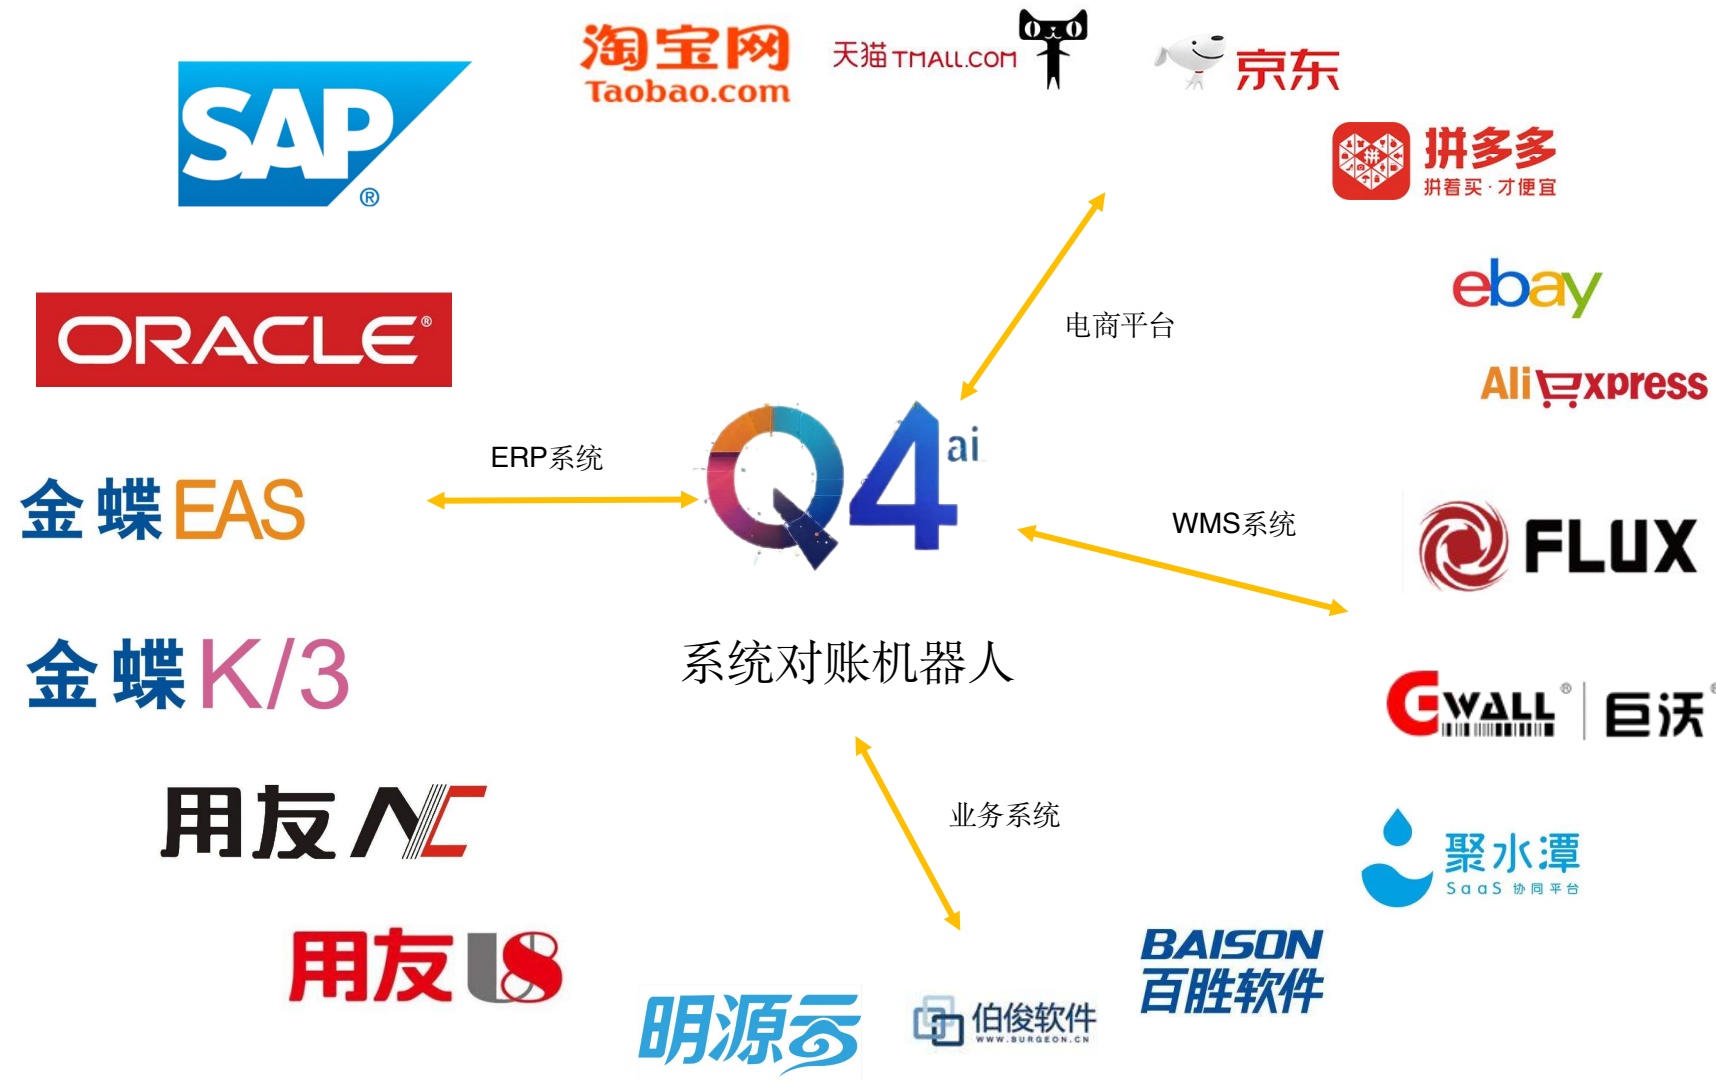 淘宝网
Taobao.com
天猫 TMALL.COM
京东
SAP®
拼多多
拼
拼着买·才便宜
ebay
ORACLE®
电商平台
AliExpress
Q4ai
ERP系统
金蝶EAS
WMS系统
FLUX
系统对账机器人
金蝶K/3
GWALL® | 巨沃®
用友NC
业务系统
聚水潭
SaaS 协同平台
用友U8
BAISON
百胜软件
明源云
伯俊软件
WWW.BURGEON.CN